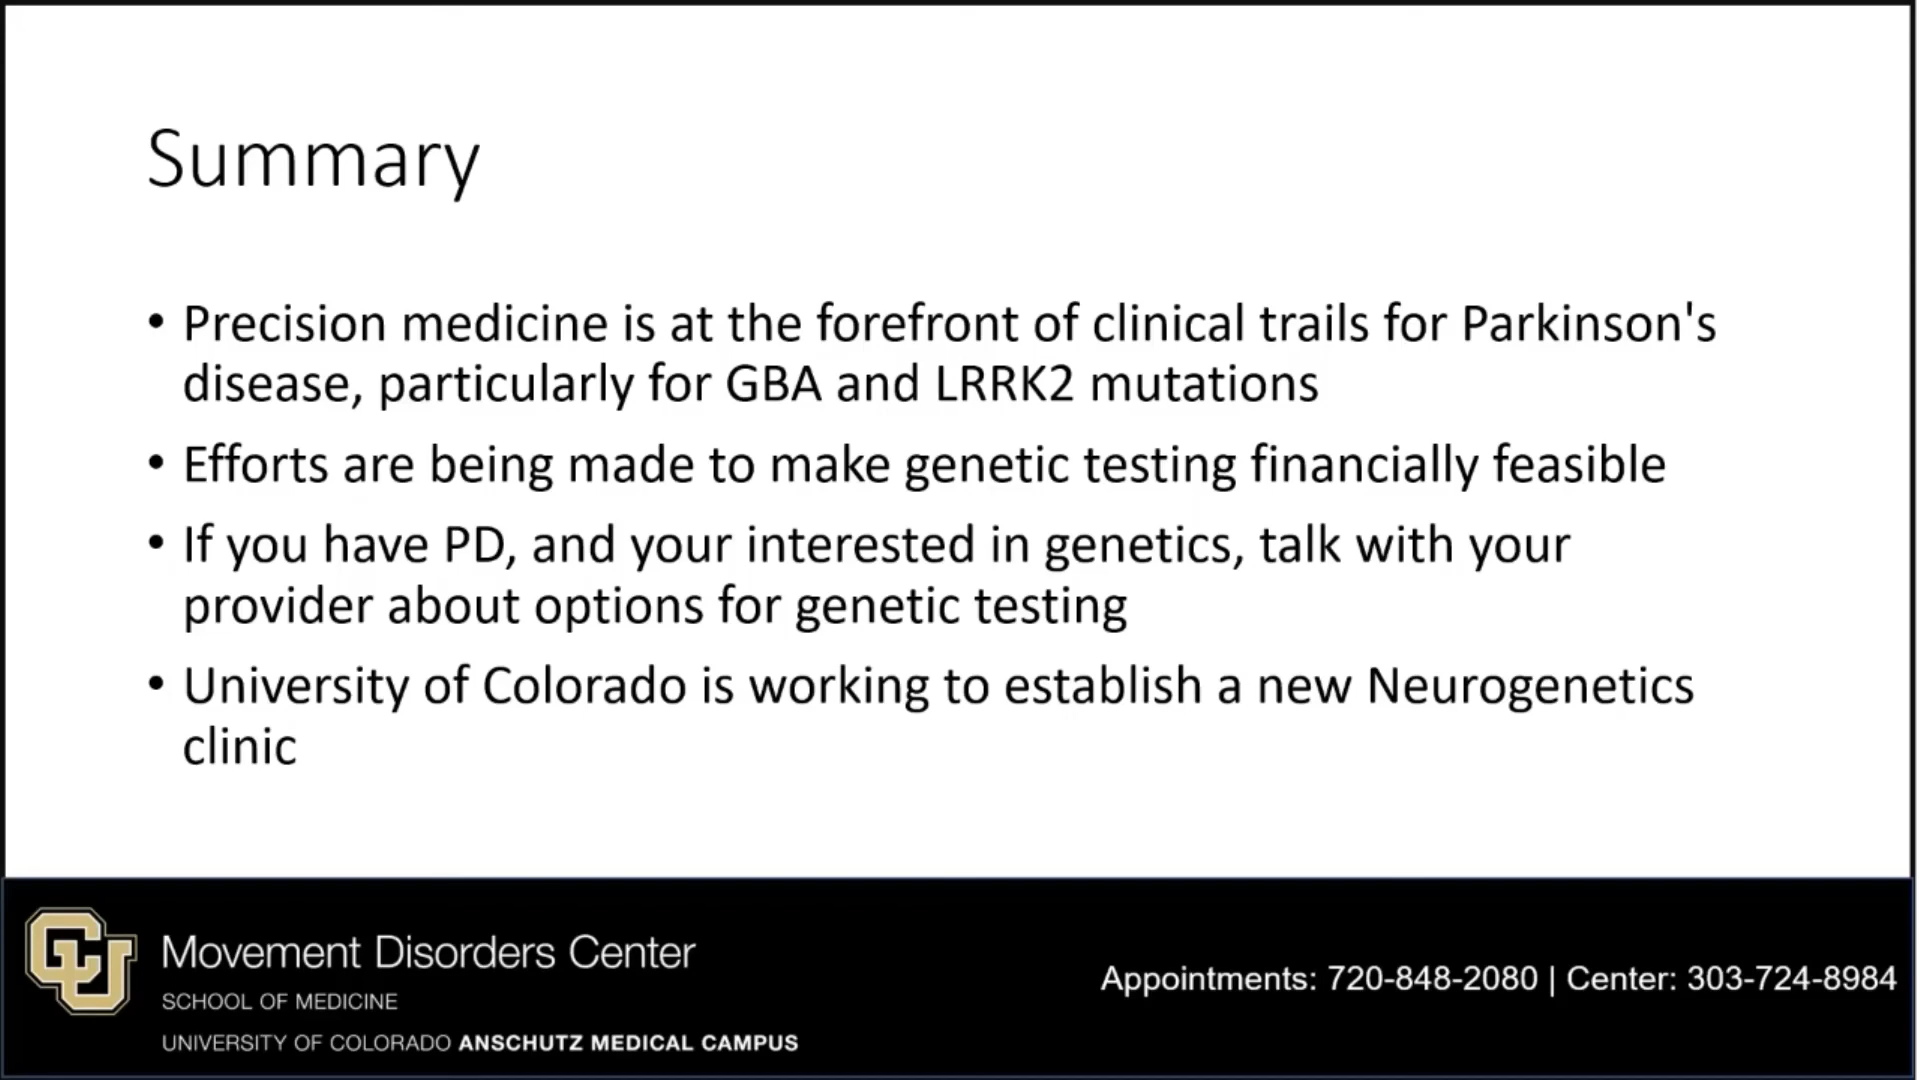 Summary
• Precision medicine is at the forefront of clinical trails for Parkinson's
disease, particularly for GBA and LRRK2 mutations
• Efforts are being made to make genetic testing financially feasible
• If you have PD, and your interested in genetics, talk with your
provider about options for genetic testing
• University of Colorado is working to establish a new Neurogenetics
clinic
CU
Movement Disorders Center
SCHOOL OF MEDICINE
UNIVERSITY OF COLORADO ANSCHUTZ MEDICAL CAMPUS
Appointments: 720-848-2080 | Center: 303-724-8984